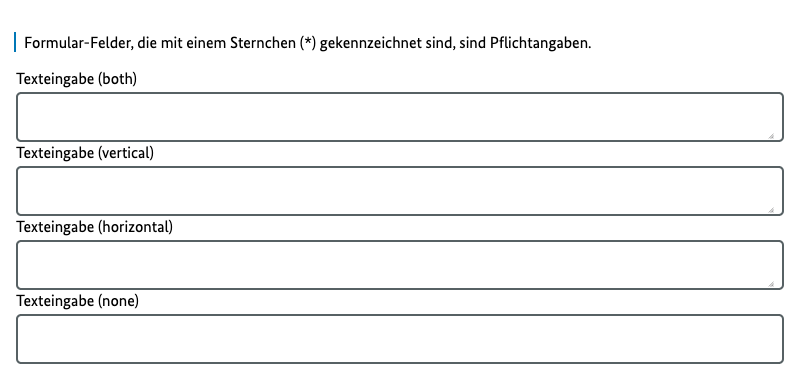 Formular-Felder, die mit einem Sternchen (*) gekennzeichnet sind, sind Pflichtangaben.
Texteingabe (both)
Texteingabe (vertical)
Texteingabe (horizontal)
Texteingabe (none)